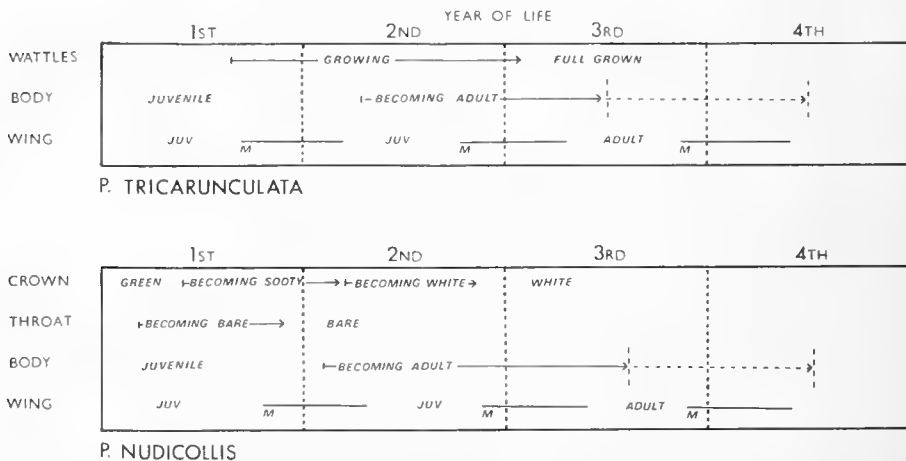 YEAR OF LIFE
1ST 2ND 3RD 4TH
WATTLES GROWING FULL GROWN
BODY JUVENILE BECOMING ADULT
WING JUV M JUV M ADULT M
P. TRICARUNCULATA
1ST 2ND 3RD 4TH
CROWN GREEN BECOMING SOOTY BECOMING WHITE WHITE
THROAT BECOMING BARE BARE
BODY JUVENILE BECOMING ADULT
WING JUV M JUV M ADULT M
P. NUDICOLLIS